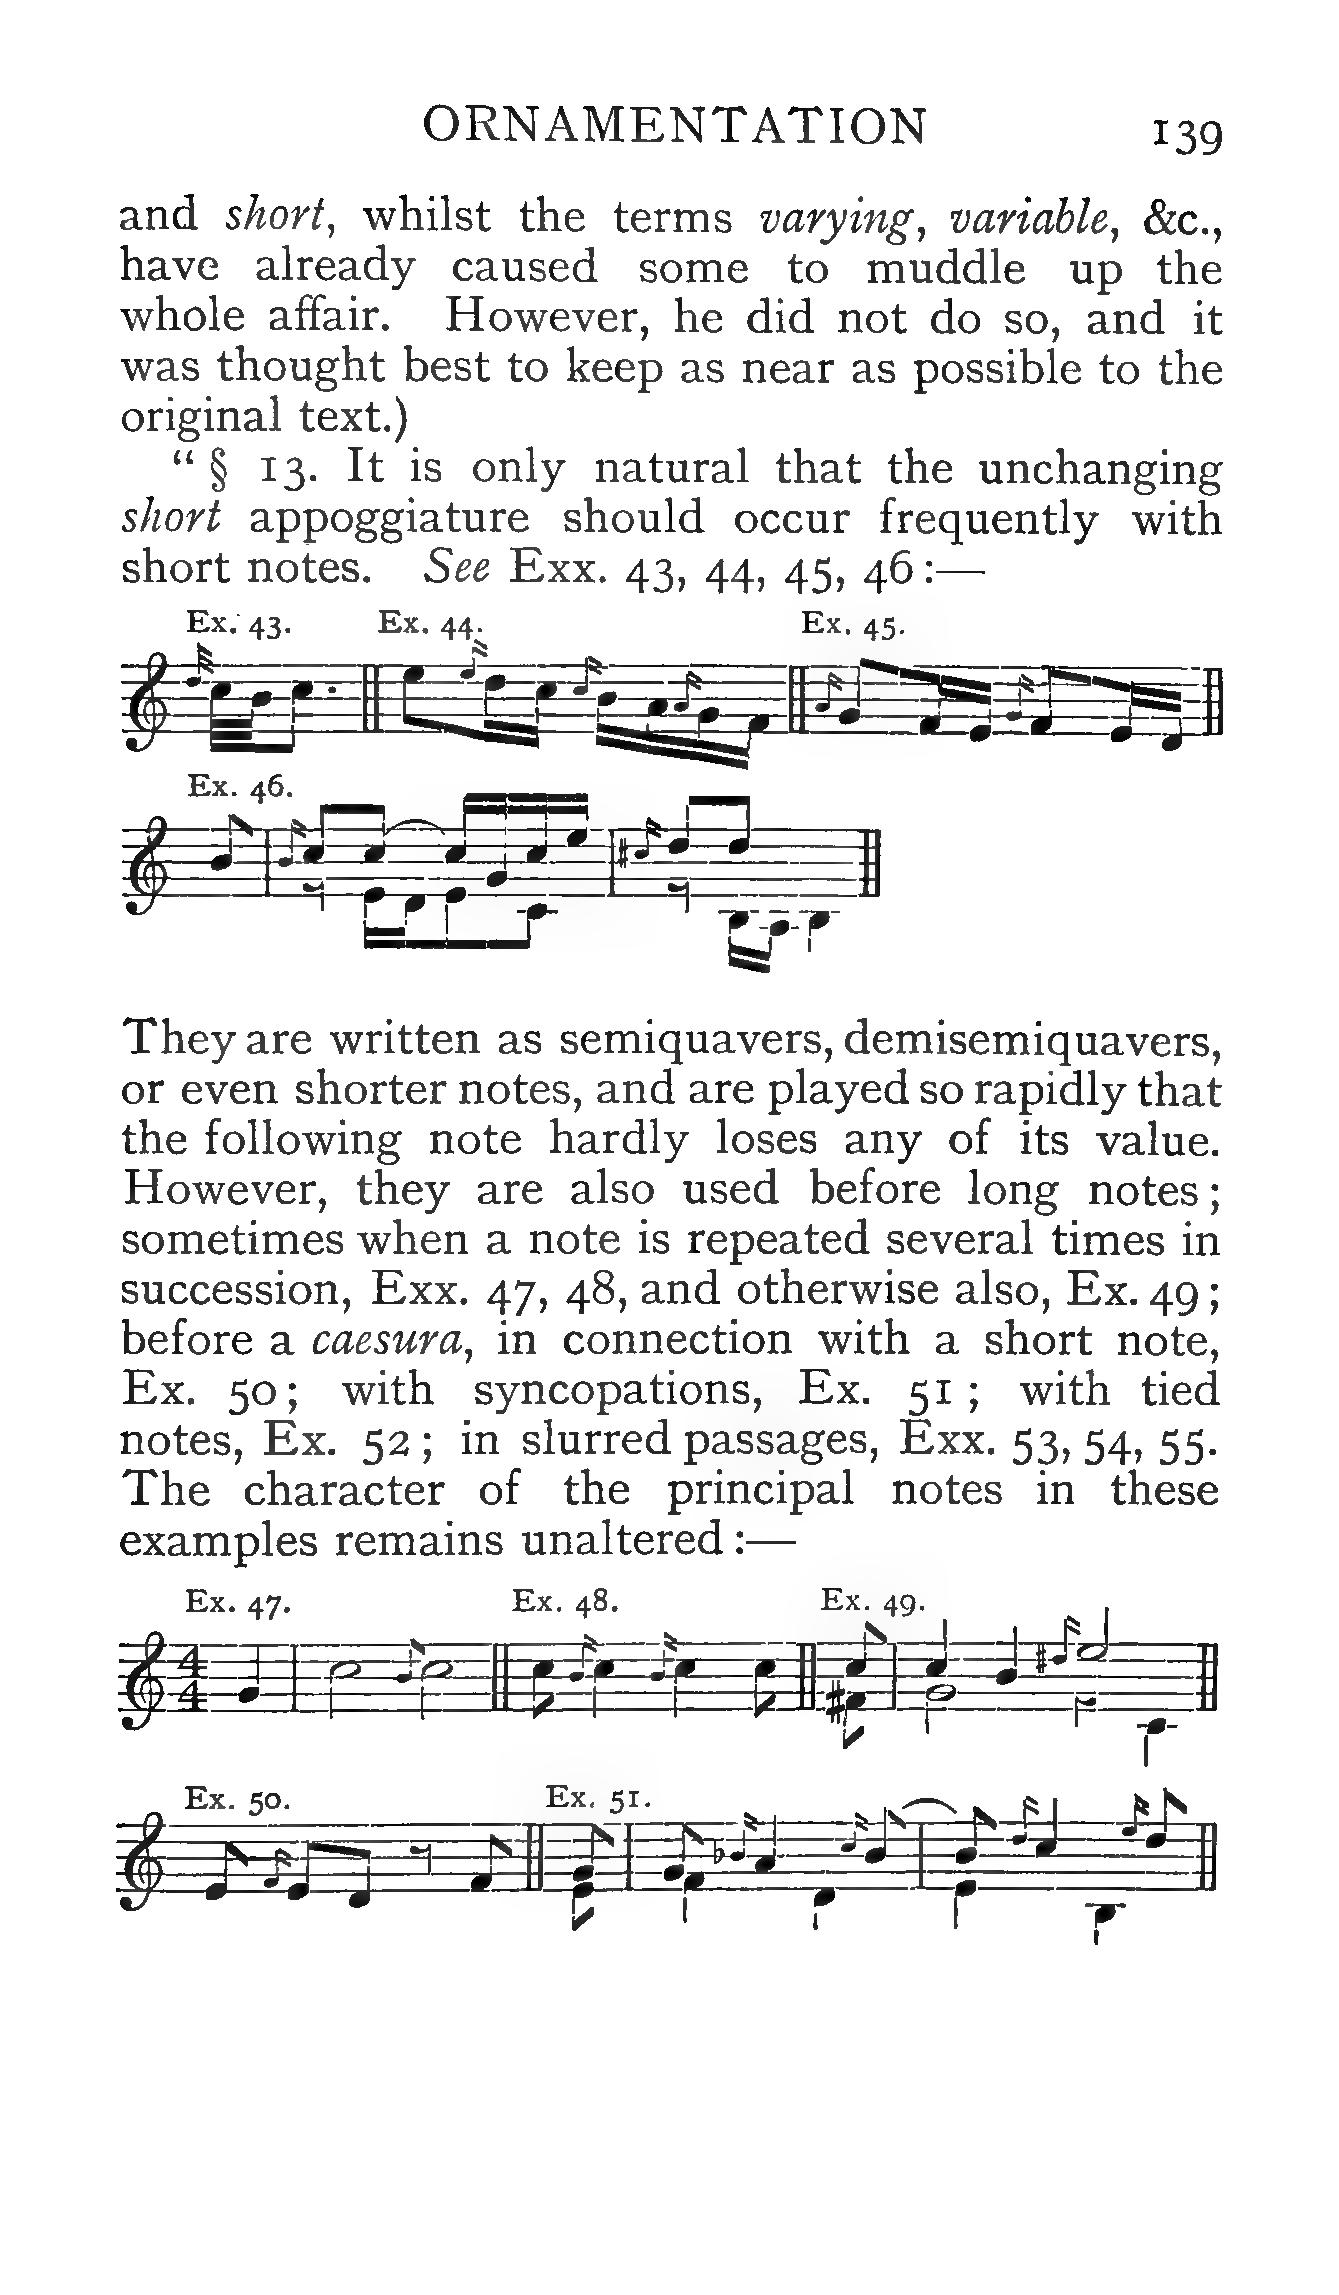 ORNAMENTATION 139
and short, whilst the terms varying, variable, &c.,
have already caused some to muddle up the
whole affair. However, he did not do so, and it
was thought best to keep as near as possible to the
original text.)
“ § 13. It is only natural that the unchanging
short appoggiature should occur frequently with
short notes. See Exx. 43, 44, 45, 46 :—
Ex. 43. Ex. 44. Ex. 45.
Ex. 46.
They are written as semiquavers, demisemiquavers,
or even shorter notes, and are played so rapidly that
the following note hardly loses any of its value.
However, they are also used before long notes ;
sometimes when a note is repeated several times in
succession, Exx. 47, 48, and otherwise also, Ex. 49 ;
before a caesura, in connection with a short note,
Ex. 50 ; with syncopations, Ex. 51 ; with tied
notes, Ex. 52 ; in slurred passages, Exx. 53, 54, 55.
The character of the principal notes in these
examples remains unaltered :—
Ex. 47. Ex. 48. Ex. 49.
4
4
Ex. 50. Ex. 51.